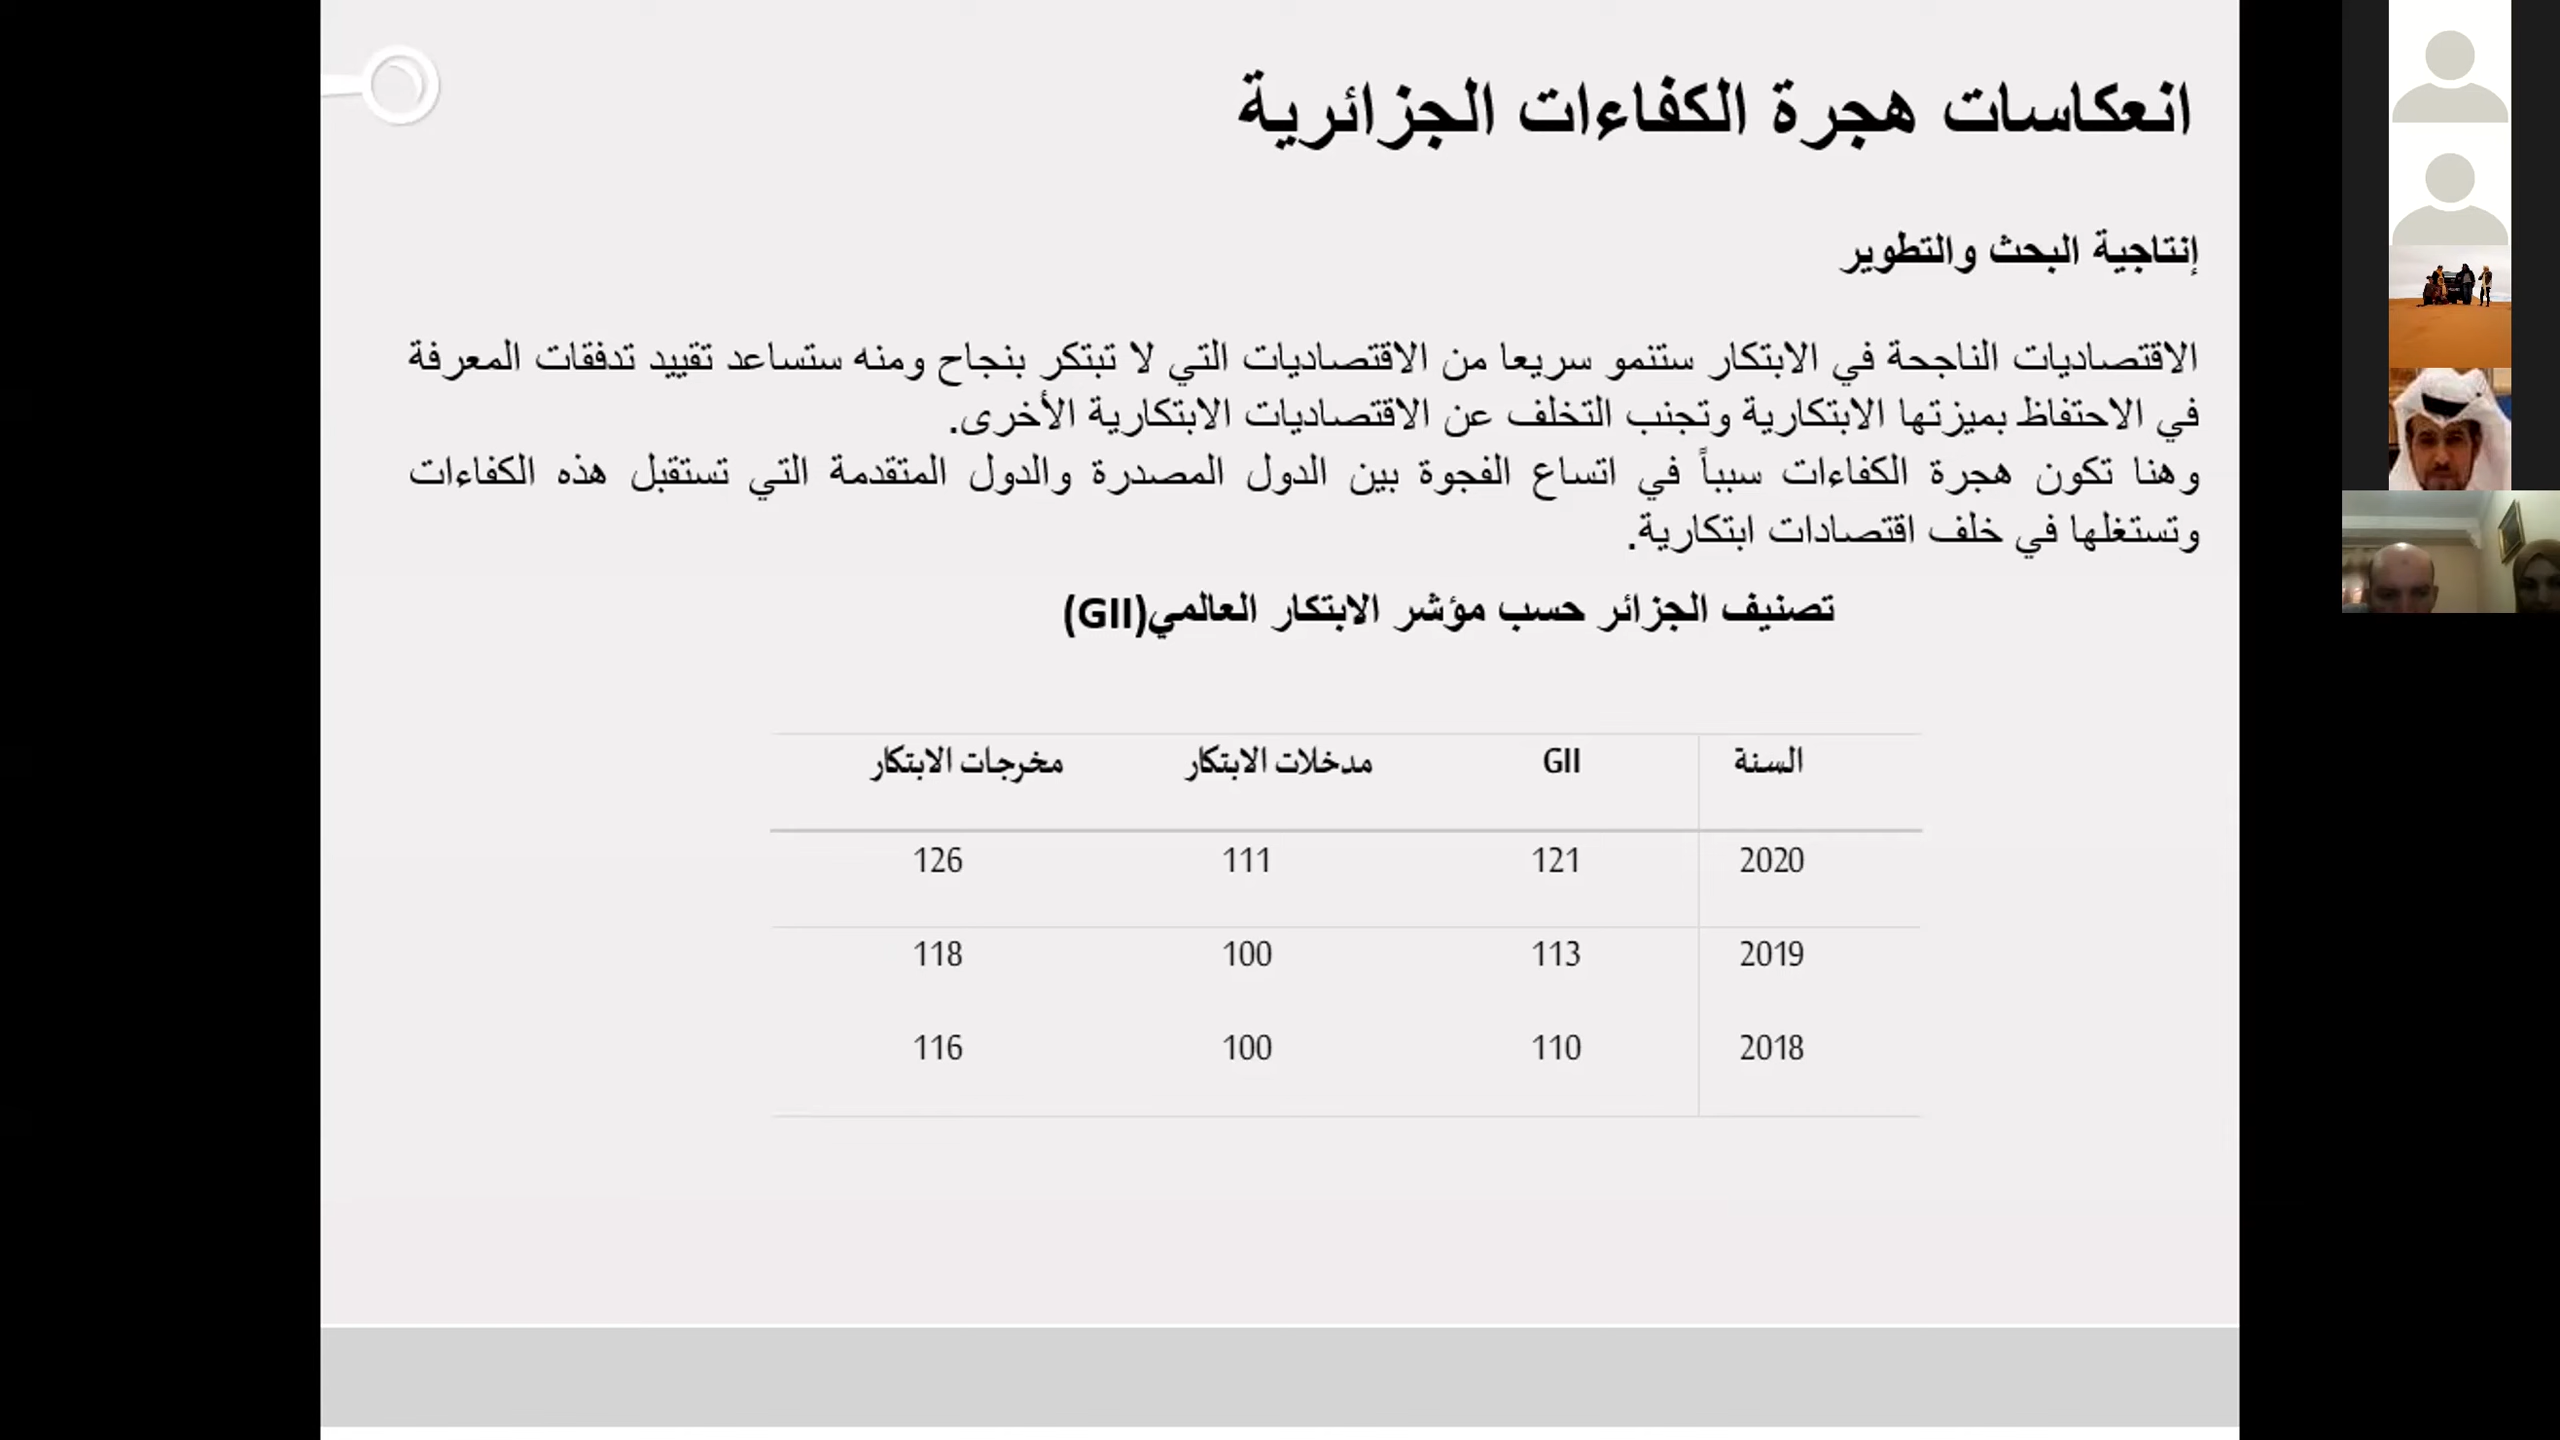 انعكاسات هجرة الكفاءات الجزائرية
إنتاجية البحث والتطوير
الاقتصاديات الناجحة في الابتكار ستنمو سريعا من الاقتصاديات التي لا تبتكر بنجاح ومنه ستساعد تقييد تدفقات المعرفة
في الاحتفاظ بميزتها الابتكارية وتجنب التخلف عن الاقتصاديات الابتكارية الأخرى.
وهنا تكون هجرة الكفاءات سبباً في اتساع الفجوة بين الدول المصدرة والدول المتقدمة التي تستقبل هذه الكفاءات
وتستغلها في خلف اقتصادات ابتكارية.
تصنيف الجزائر حسب مؤشر الابتكار العالمي(GII)
السنة GII مدخلات الابتكار مخرجات الابتكار
2020 121 111 126
2019 113 100 118
2018 110 100 116